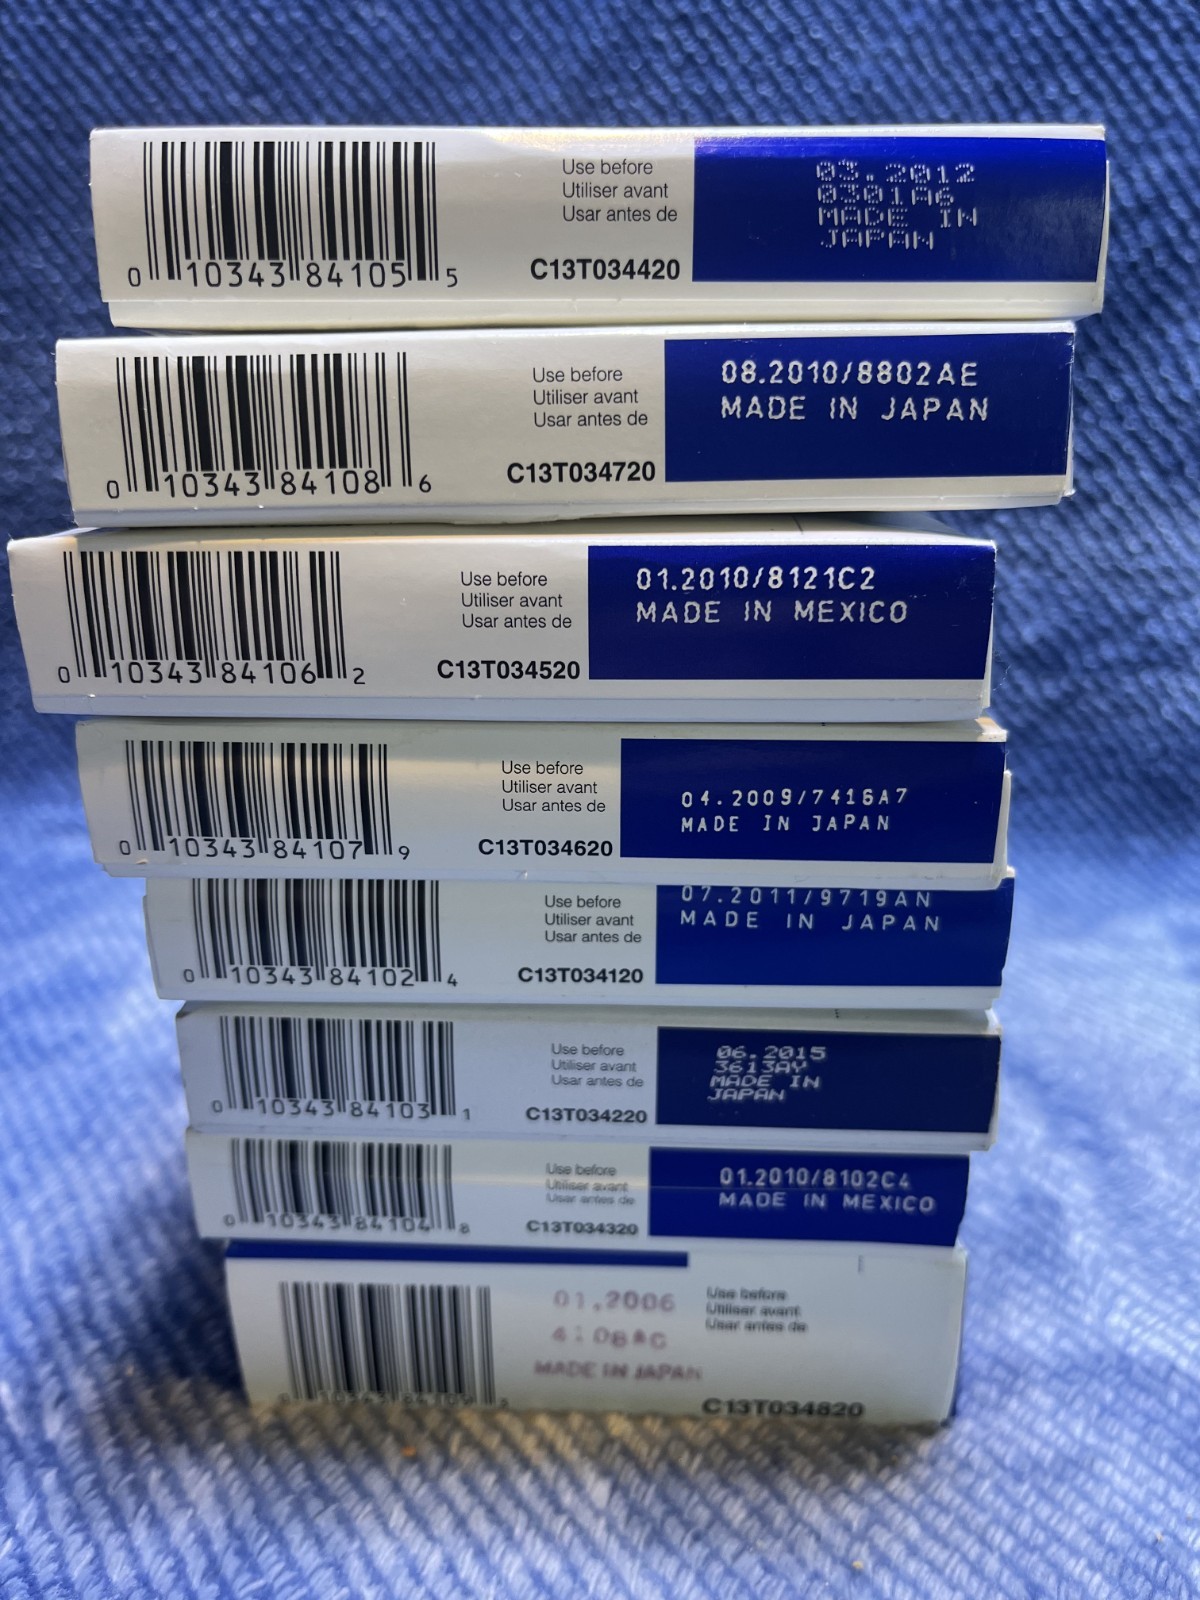 Use before
Utiliser avant
Usar antes de
C13T034420
03.2012
0301A6
MADE IN
JAPAN
0 10343 84105 5
Use before
Utiliser avant
Usar antes de
C13T034720
08.2010/8802AE
MADE IN JAPAN
0 10343 84108 6
Use before
Utiliser avant
Usar antes de
C13T034520
01.2010/8121C2
MADE IN MEXICO
0 10343 84106 2
Use before
Utiliser avant
Usar antes de
C13T034620
04.2009/7416A7
MADE IN JAPAN
0 10343 84107 9
Use before
Utiliser avant
Usar antes de
C13T034120
07.2011/9719AN
MADE IN JAPAN
0 10343 84102 4
Use before
Utiliser avant
Usar antes de
C13T034220
06.2015
3613AY
MADE IN
JAPAN
0 10343 84103 1
Use before
Utiliser avant
Usar antes de
C13T034320
01.2010/8102C4
MADE IN MEXICO
0 10343 84104 8
01.2006
MADE IN JAPAN
Use before
Utiliser avant
Usar antes de
C13T034820